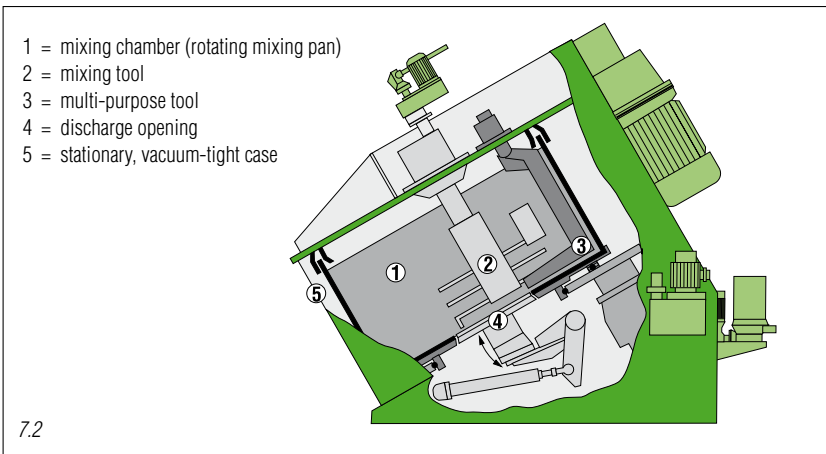 1 = mixing chamber (rotating mixing pan)
2 = mixing tool
3 = multi-purpose tool
4 = discharge opening
5 = stationary, vacuum-tight case
3
1
2
5
4
7.2